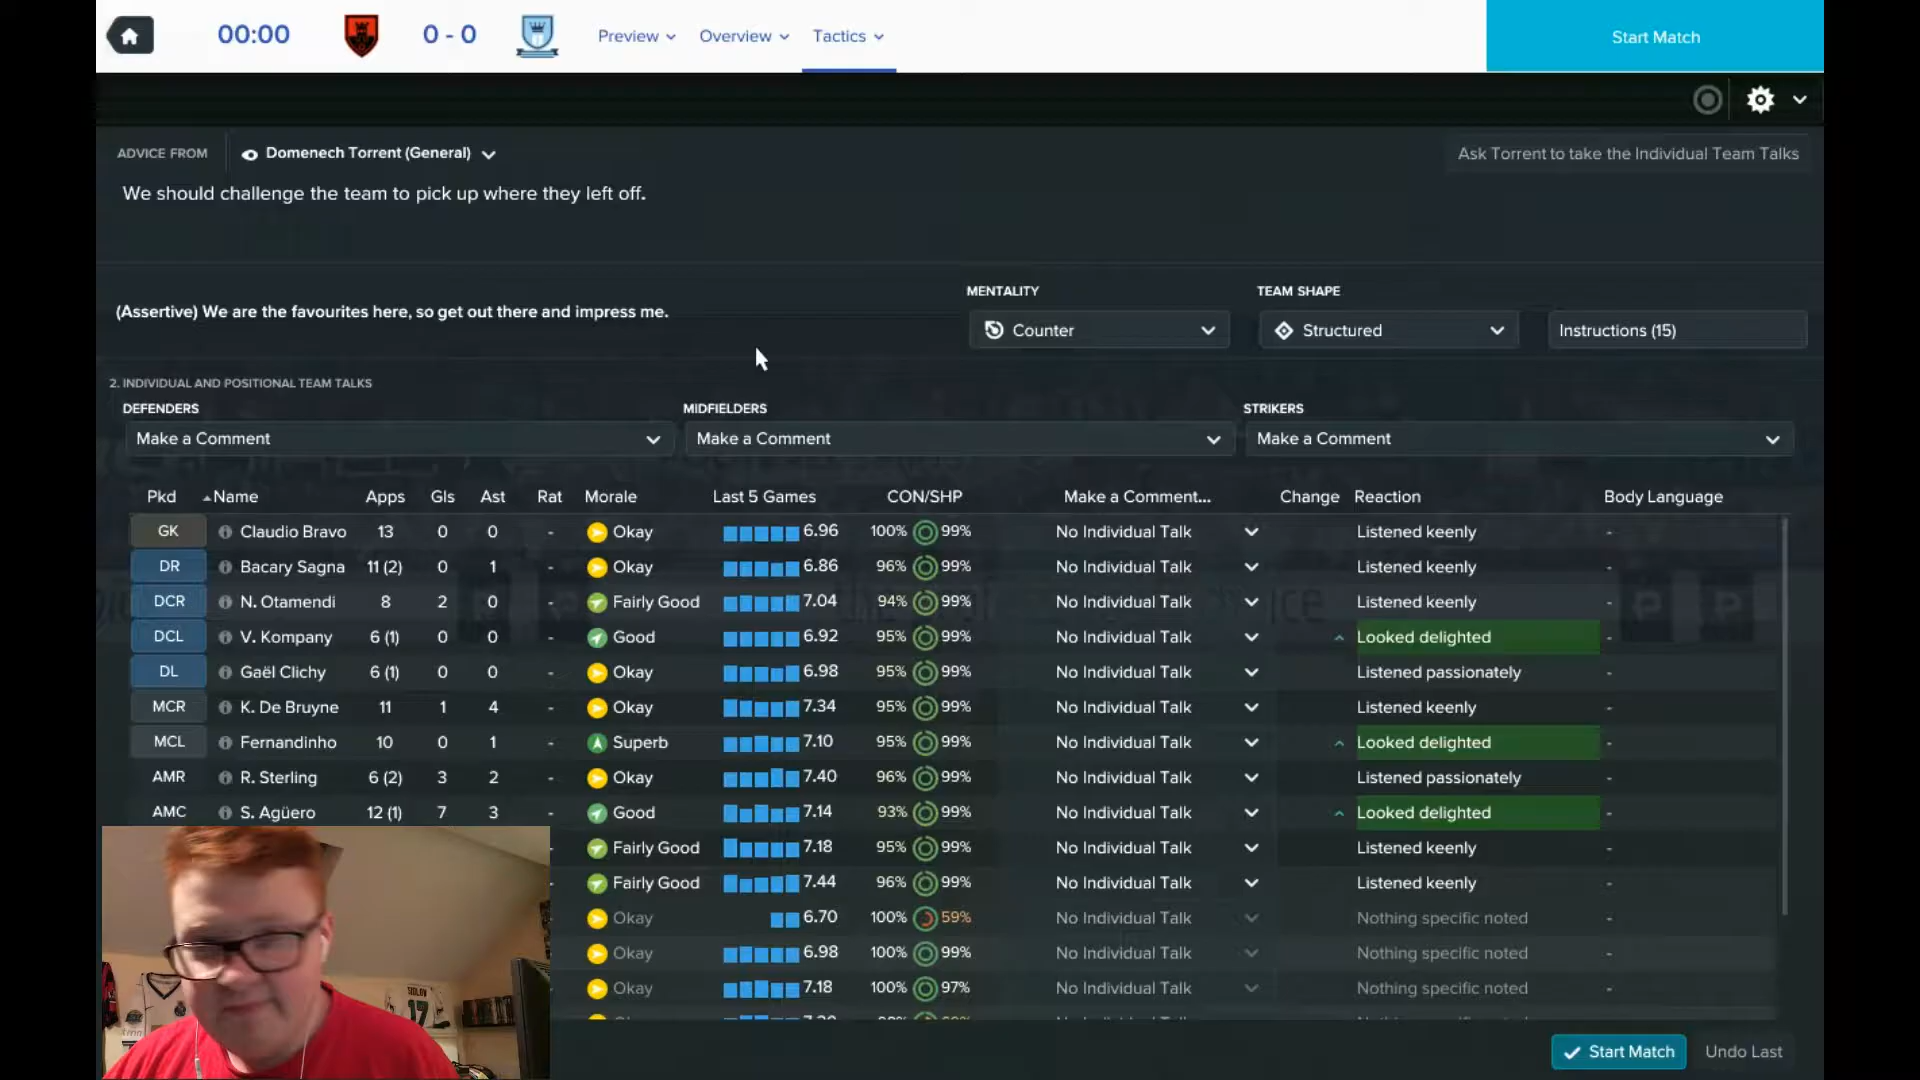 00:00 0 - 0 Preview Overview Tactics Start Match
ADVICE FROM Domenech Torrent (General) Ask Torrent to take the Individual Team Talks
We should challenge the team to pick up where they left off.
MENTALITY TEAM SHAPE
(Assertive) We are the favourites here, so get out there and impress me. Counter Structured Instructions (15)
2. INDIVIDUAL AND POSITIONAL TEAM TALKS
DEFENDERS MIDFIELDERS STRIKERS
Make a Comment Make a Comment Make a Comment
Pkd Name Apps Gls Ast Rat Morale Last 5 Games CON/SHP Make a Comment... Change Reaction Body Language
GK Claudio Bravo 13 0 0 - Okay 6.96 100% 99% No Individual Talk Listened keenly -
DR Bacary Sagna 11 (2) 0 1 - Okay 6.86 96% 99% No Individual Talk Listened keenly -
DCR N. Otamendi 8 2 0 - Fairly Good 7.04 94% 99% No Individual Talk Listened keenly -
DCL V. Kompany 6 (1) 0 0 - Good 6.92 95% 99% No Individual Talk Looked delighted -
DL Gaël Clichy 6 (1) 0 0 - Okay 6.98 95% 99% No Individual Talk Listened passionately -
MCR K. De Bruyne 11 1 4 - Okay 7.34 95% 99% No Individual Talk Listened keenly -
MCL Fernandinho 10 0 1 - Superb 7.10 95% 99% No Individual Talk Looked delighted -
AMR R. Sterling 6 (2) 3 2 - Okay 7.40 96% 99% No Individual Talk Listened passionately -
AMC S. Agüero 12 (1) 7 3 - Good 7.14 93% 99% No Individual Talk Looked delighted -
Fairly Good 7.18 95% 99% No Individual Talk Listened keenly -
Fairly Good 7.44 96% 99% No Individual Talk Listened keenly -
Okay 6.70 100% 59% No Individual Talk Nothing specific noted -
Okay 6.98 100% 99% No Individual Talk Nothing specific noted -
Okay 7.18 100% 97% No Individual Talk Nothing specific noted -
17
Start Match Undo Last